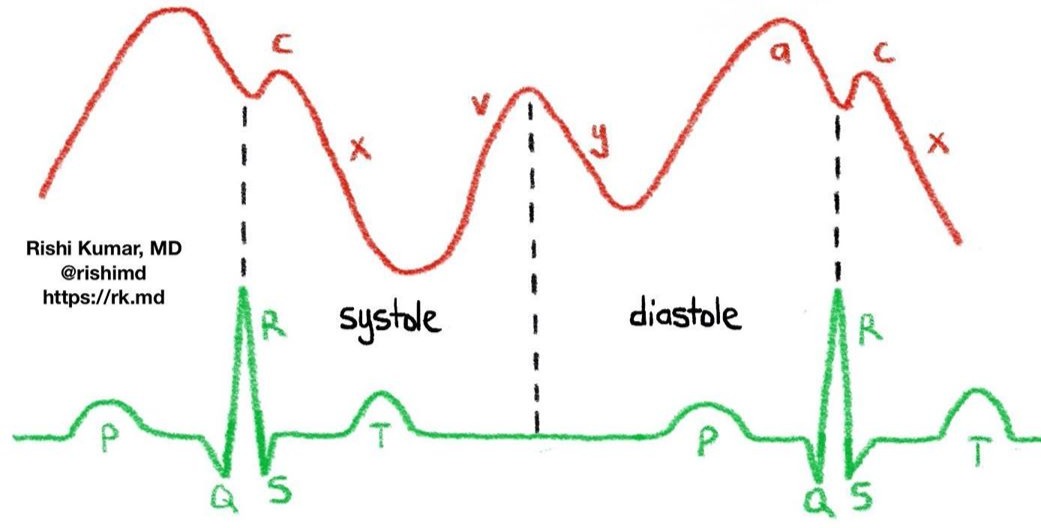 c
a
c
v
x
y
x
Rishi Kumar, MD
@rishimd
https://rk.md
systole
diastole
R
R
P
T
P
T
Q
S
Q
S